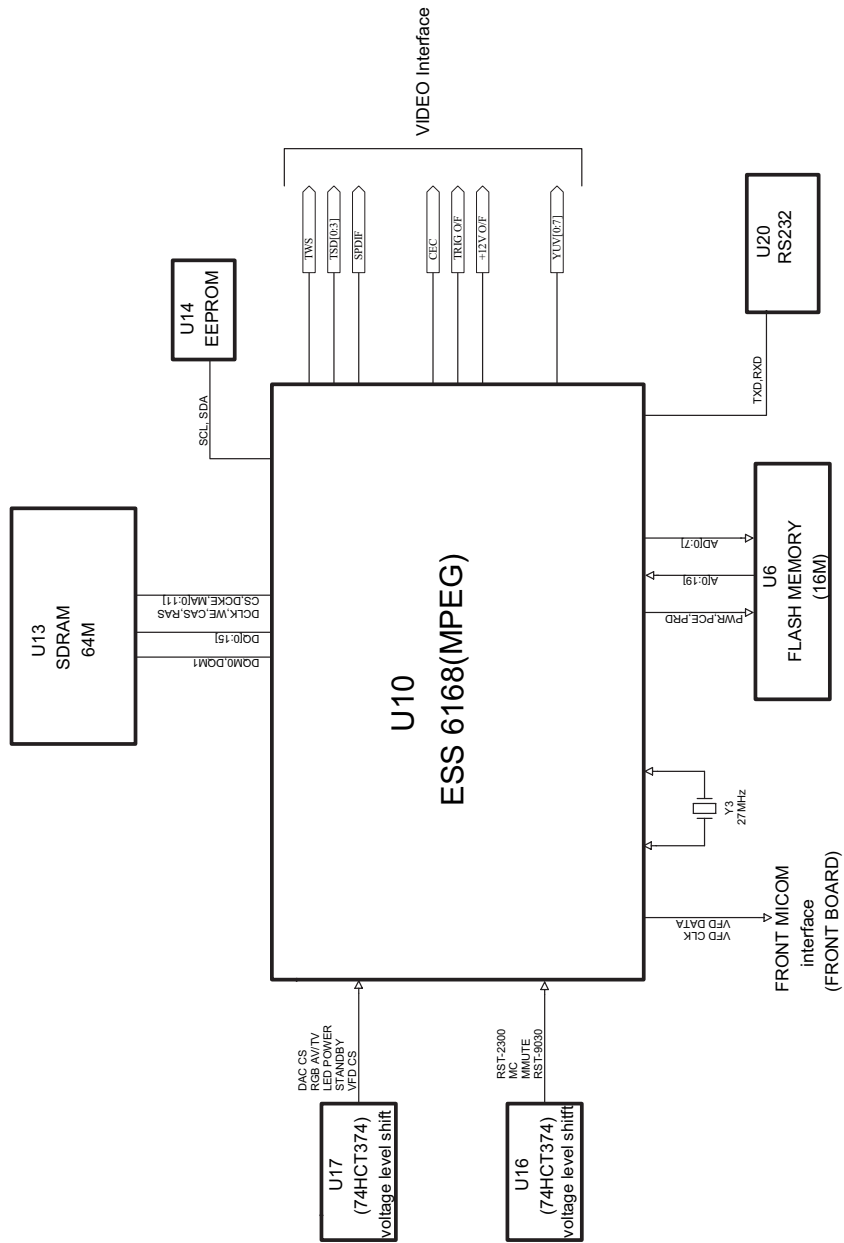 U13
SDRAM
64M
U14
EEPROM
SCL, SDA
DQM0,DQM1
DQ[0:15]
DCLK,WE,CAS,RAS
CS,DCKE,MA[0:11]
VIDEO Interface
TWS
TSD[0:3]
SPDIF
CEC
TRIG O/F
+12V O/F
YUV[0:7]
U10
ESS 6168(MPEG)
DAC CS
RGB AV/TV
LED POWER
STANDBY
VFD CS
U17
(74HCT374)
voltage level shift
RST-2300
MC
MMUTE
RST-9030
U16
(74HCT374)
voltage level shitft
VFD CLK
VFD DATA
FRONT MICOM
interface
(FRONT BOARD)
Y3
27MHz
PWR,PCE,PRD
A[0:19]
AD[0:7]
U6
FLASH MEMORY
(16M)
TXD,RXD
U20
RS232